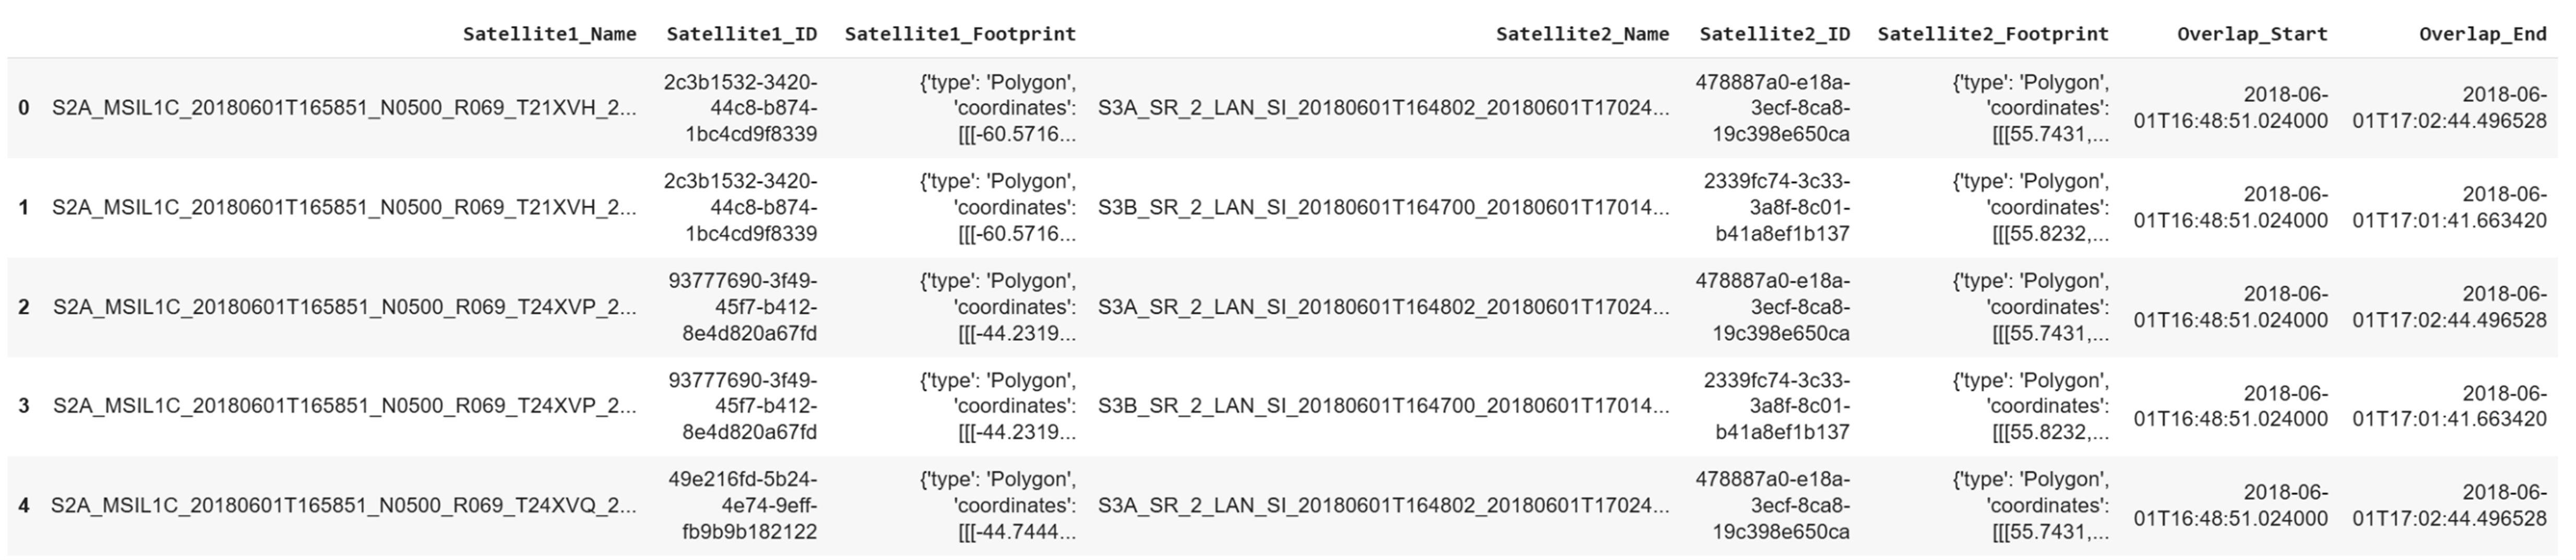 Satellite1_Name Satellite1_ID Satellite1_Footprint Satellite2_Name Satellite2_ID Satellite2_Footprint Overlap_Start Overlap_End
0 S2A_MSIL1C_20180601T165851_N0500_R069_T21XVH_2... 2c3b1532-3420-44c8-b874-1bc4cd9f8339 {'type': 'Polygon', 'coordinates': [[[-60.5716... S3A_SR_2_LAN_SI_20180601T164802_20180601T17024... 478887a0-e18a-3ecf-8ca8-19c398e650ca {'type': 'Polygon', 'coordinates': [[[55.7431,... 2018-06-01T16:48:51.024000 2018-06-01T17:02:44.496528
1 S2A_MSIL1C_20180601T165851_N0500_R069_T21XVH_2... 2c3b1532-3420-44c8-b874-1bc4cd9f8339 {'type': 'Polygon', 'coordinates': [[[-60.5716... S3B_SR_2_LAN_SI_20180601T164700_20180601T17014... 2339fc74-3c33-3a8f-8c01-b41a8ef1b137 {'type': 'Polygon', 'coordinates': [[[55.8232,... 2018-06-01T16:48:51.024000 2018-06-01T17:01:41.663420
2 S2A_MSIL1C_20180601T165851_N0500_R069_T24XVP_2... 93777690-3f49-45f7-b412-8e4d820a67fd {'type': 'Polygon', 'coordinates': [[[-44.2319... S3A_SR_2_LAN_SI_20180601T164802_20180601T17024... 478887a0-e18a-3ecf-8ca8-19c398e650ca {'type': 'Polygon', 'coordinates': [[[55.7431,... 2018-06-01T16:48:51.024000 2018-06-01T17:02:44.496528
3 S2A_MSIL1C_20180601T165851_N0500_R069_T24XVP_2... 93777690-3f49-45f7-b412-8e4d820a67fd {'type': 'Polygon', 'coordinates': [[[-44.2319... S3B_SR_2_LAN_SI_20180601T164700_20180601T17014... 2339fc74-3c33-3a8f-8c01-b41a8ef1b137 {'type': 'Polygon', 'coordinates': [[[55.8232,... 2018-06-01T16:48:51.024000 2018-06-01T17:01:41.663420
4 S2A_MSIL1C_20180601T165851_N0500_R069_T24XVQ_2... 49e216fd-5b24-4e74-9eff-fb9b9b182122 {'type': 'Polygon', 'coordinates': [[[-44.7444... S3A_SR_2_LAN_SI_20180601T164802_20180601T17024... 478887a0-e18a-3ecf-8ca8-19c398e650ca {'type': 'Polygon', 'coordinates': [[[55.7431,... 2018-06-01T16:48:51.024000 2018-06-01T17:02:44.496528